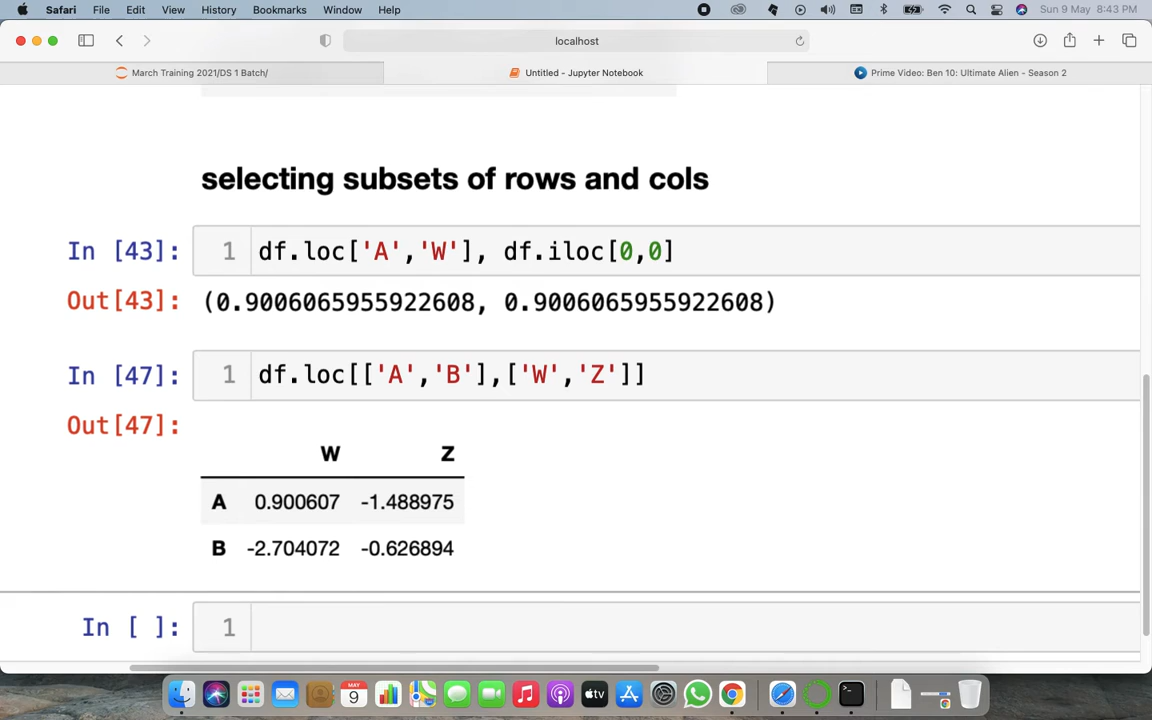 Safari File Edit View History Bookmarks Window Help Sun 9 May 8:43 PM
localhost
March Training 2021/DS 1 Batch/ Untitled - Jupyter Notebook Prime Video: Ben 10: Ultimate Alien - Season 2
selecting subsets of rows and cols
In [43]: 1 df.loc['A','W'], df.iloc[0,0]
Out[43]: (0.9006065955922608, 0.9006065955922608)
In [47]: 1 df.loc[['A','B'],['W','Z']]
Out[47]:
W Z
A 0.900607 -1.488975
B -2.704072 -0.626894
In [ ]: 1
MAY
9
tv